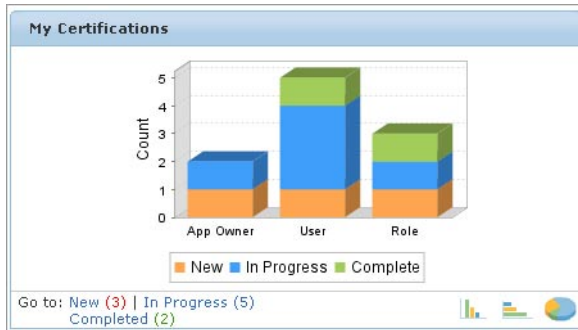 My Certifications
5
4
3
2
1
0
Count
App Owner User Role
New In Progress Complete
Go to: New (3) | In Progress (5)
Completed (2)